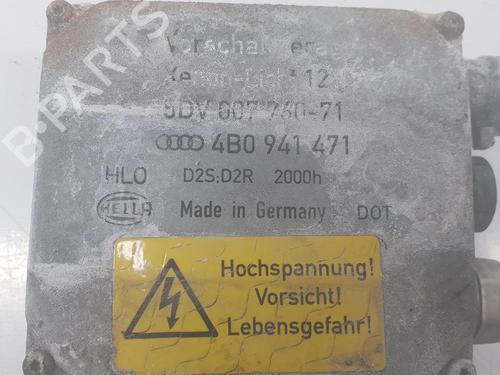 5DV 007 760-71
4B0 941 471
HLO D2S;D2R 2000h
HELLA Made in Germany DOT
Hochspannung!
Vorsicht!
Lebensgefahr!